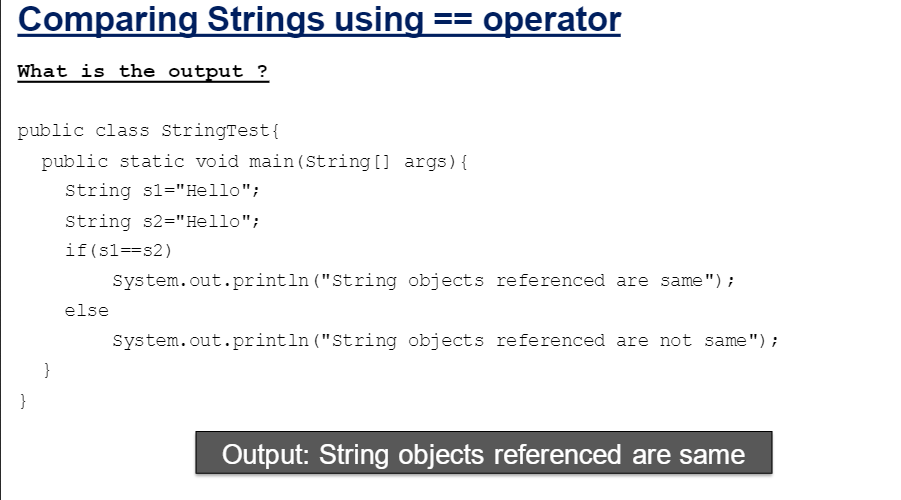 Comparing Strings using == operator
What is the output ?
public class StringTest{
public static void main(String[] args){
String s1="Hello";
String s2="Hello";
if(s1==s2)
System.out.println("String objects referenced are same");
else
System.out.println("String objects referenced are not same");
}
}
Output: String objects referenced are same